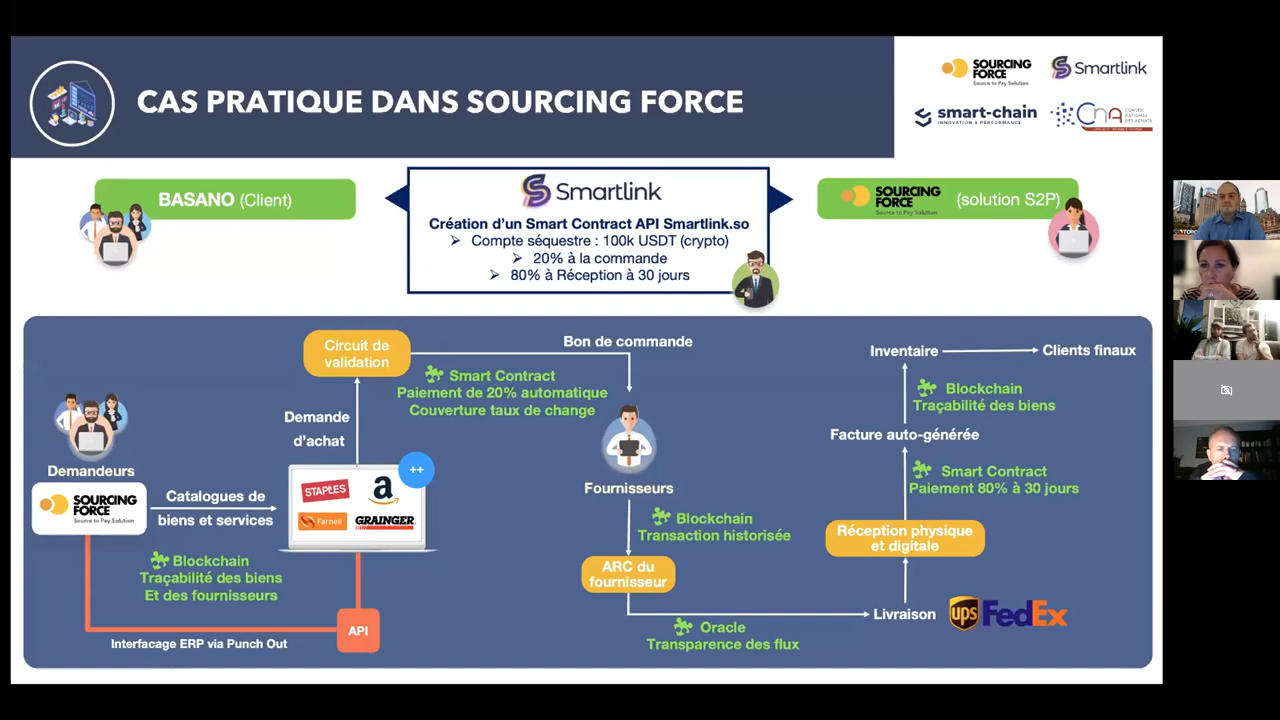 CAS PRATIQUE DANS SOURCING FORCE
SOURCING
FORCE
Source to Pay Solution
Smartlink
smart-chain
INNOVATION & PERFORMANCE
CNA
CONSEIL
NATIONAL
DES ACHATS
BASANO (Client)
Smartlink
Création d'un Smart Contract API Smartlink.so
➢ Compte séquestre : 100k USDT (crypto)
➢ 20% à la commande
➢ 80% à Réception à 30 jours
SOURCING
FORCE
Source to Pay Solution
(solution S2P)
Circuit de
validation
Bon de commande
Smart Contract
Paiement de 20% automatique
Couverture taux de change
Demande
d'achat
Demandeurs
SOURCING
FORCE
Source to Pay Solution
Catalogues de
biens et services
++
STAPLES
a
Farnell
GRAINGER
Blockchain
Traçabilité des biens
Et des fournisseurs
API
Interfacage ERP via Punch Out
Fournisseurs
Blockchain
Transaction historisée
ARC du
fournisseur
Oracle
Transparence des flux
Livraison
ups
FedEx
Réception physique
et digitale
Smart Contract
Paiement 80% à 30 jours
Facture auto-générée
Blockchain
Traçabilité des biens
Inventaire
Clients finaux